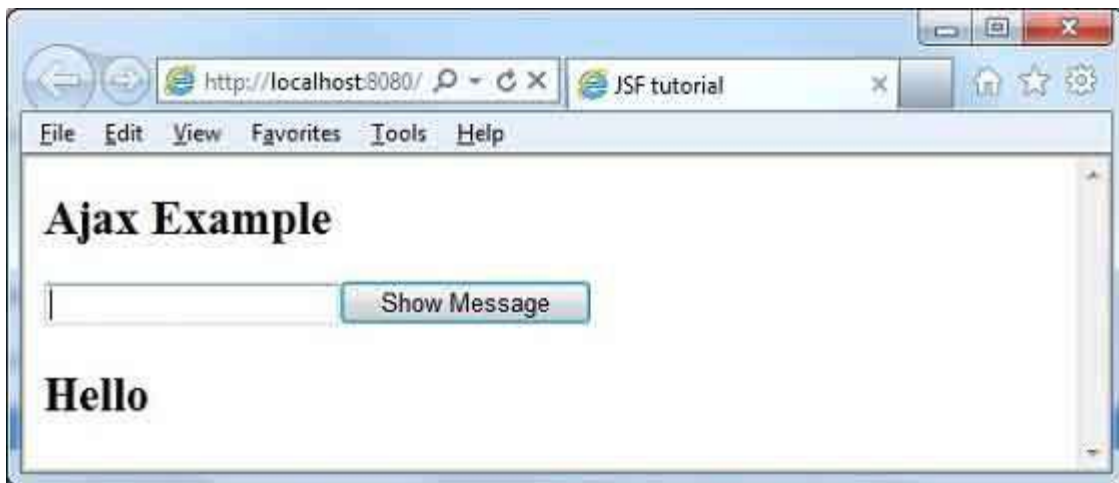 http://localhost:8080/ JSF tutorial
File Edit View Favorites Tools Help
Ajax Example
Show Message
Hello